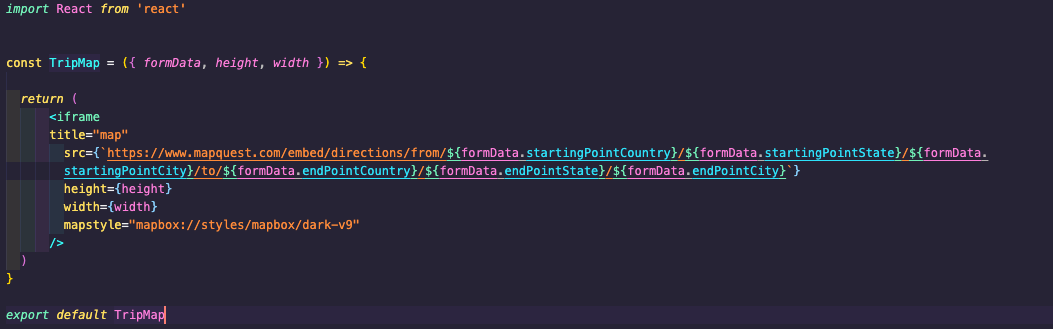 import React from 'react'
const TripMap = ({ formData, height, width }) => {
return (
<iframe
title="map"
src={`https://www.mapquest.com/embed/directions/from/${formData.startingPointCountry}/${formData.startingPointState}/${formData.
startingPointCity}/to/${formData.endPointCountry}/${formData.endPointState}/${formData.endPointCity}`}
height={height}
width={width}
mapstyle="mapbox://styles/mapbox/dark-v9"
/>
)
}
export default TripMap